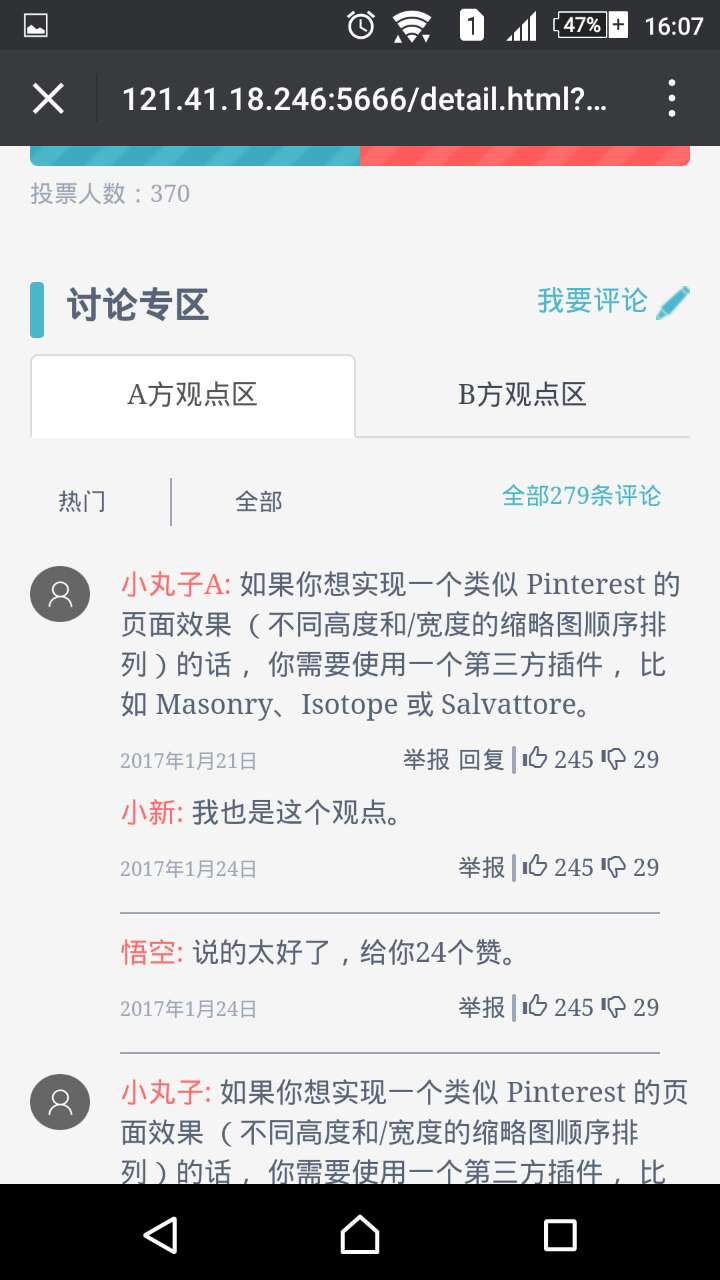 1 47% 16:07
121.41.18.246:5666/detail.html?...
投票人数：370
讨论专区 我要评论
A方观点区 B方观点区
热门 全部 全部279条评论
小丸子A: 如果你想实现一个类似 Pinterest 的
页面效果 （不同高度和/宽度的缩略图顺序排
列）的话， 你需要使用一个第三方插件， 比
如 Masonry、Isotope 或 Salvattore。
2017年1月21日 举报 回复 245 29
小新: 我也是这个观点。
2017年1月24日 举报 245 29
悟空: 说的太好了，给你24个赞。
2017年1月24日 举报 245 29
小丸子: 如果你想实现一个类似 Pinterest 的页
面效果 （不同高度和/宽度的缩略图顺序排
列）的话， 你需要使用一个第三方插件， 比